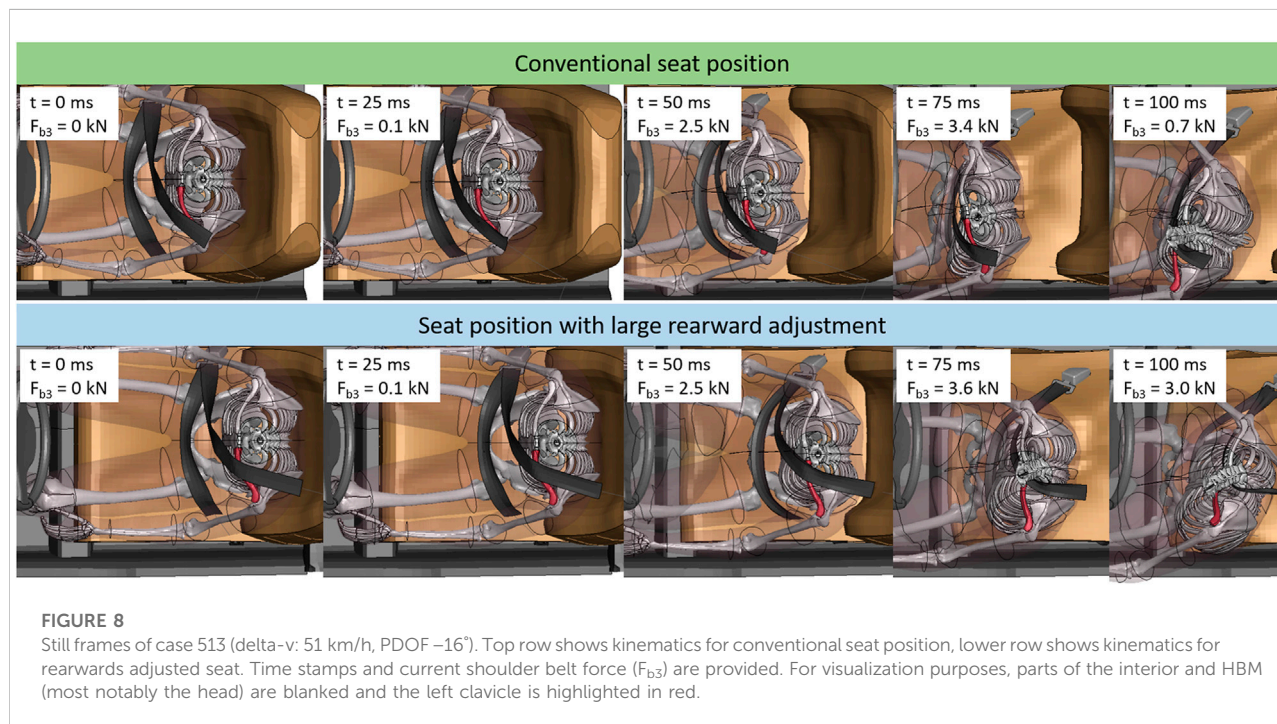 Conventional seat position
t = 0 ms
F_b3 = 0 kN
t = 25 ms
F_b3 = 0.1 kN
t = 50 ms
F_b3 = 2.5 kN
t = 75 ms
F_b3 = 3.4 kN
t = 100 ms
F_b3 = 0.7 kN
Seat position with large rearward adjustment
t = 0 ms
F_b3 = 0 kN
t = 25 ms
F_b3 = 0.1 kN
t = 50 ms
F_b3 = 2.5 kN
t = 75 ms
F_b3 = 3.6 kN
t = 100 ms
F_b3 = 3.0 kN
FIGURE 8
Still frames of case 513 (delta-v: 51 km/h, PDOF −16°). Top row shows kinematics for conventional seat position, lower row shows kinematics for
rearwards adjusted seat. Time stamps and current shoulder belt force (F_b3) are provided. For visualization purposes, parts of the interior and HBM
(most notably the head) are blanked and the left clavicle is highlighted in red.